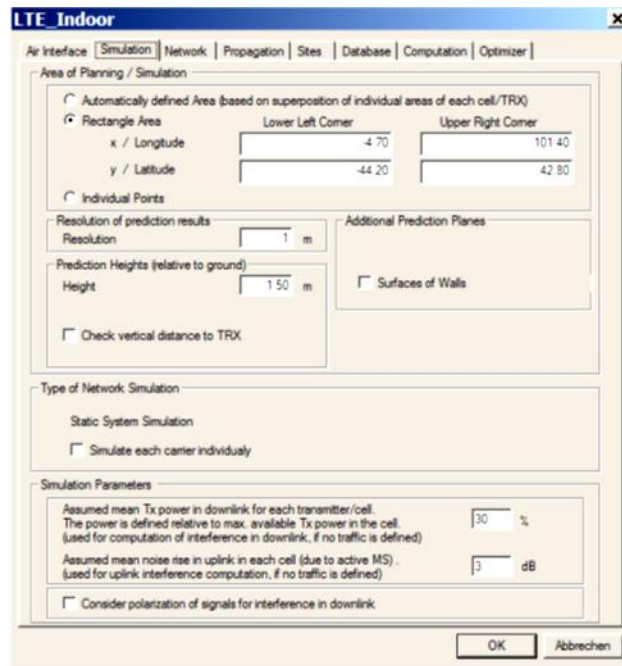 LTE_Indoor
Air Interface Simulation Network Propagation Sites Database Computation Optimizer
Area of Planning / Simulation
Automatically defined Area (based on superposition of individual areas of each cell/TRX)
Rectangle Area Lower Left Corner Upper Right Corner
x / Longitude -4.70 101.40
y / Latitude -44.20 42.80
Individual Points
Resolution of prediction results Additional Prediction Planes
Resolution 1 m
Prediction Heights (relative to ground)
Height 1.50 m Surfaces of Walls
Check vertical distance to TRX
Type of Network Simulation
Static System Simulation
Simulate each carrier individualy
Simulation Parameters
Assumed mean Tx power in downlink for each transmitter/cell.
The power is defined relative to max. available Tx power in the cell. 30 %
(used for computation of interference in downlink, if no traffic is defined)
Assumed mean noise rise in uplink in each cell (due to active MS) . 3 dB
(used for uplink interference computation, if no traffic is defined)
Consider polarization of signals for interference in downlink
OK Abbrechen